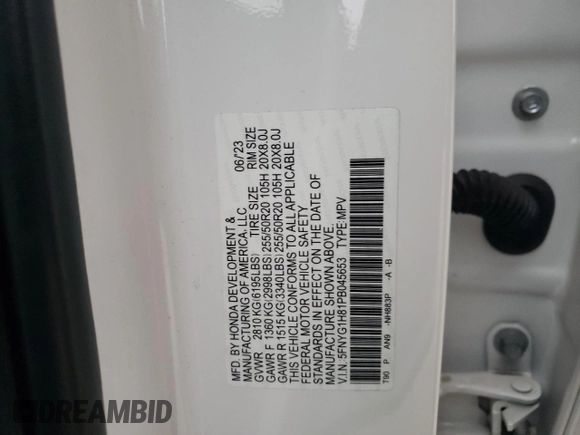 MFD. BY HONDA DEVELOPMENT & 06/'23
MANUFACTURING OF AMERICA, LLC
GVWR 2810 KG(6195LBS) TIRE SIZE RIM SIZE
GAWR F 1360 KG(2998LBS)255/50R20 105H 20X8.0J
GAWR R 1515 KG(3340LBS)255/50R20 105H 20X8.0J
THIS VEHICLE CONFORMS TO ALL APPLICABLE
FEDERAL MOTOR VEHICLE SAFETY
STANDARDS IN EFFECT ON THE DATE OF
MANUFACTURE SHOWN ABOVE.
V.I.N.:5FNYG1H81PB045653 TYPE:MPV
T90 P AN9 -NH883P -A -B
DREAMBID